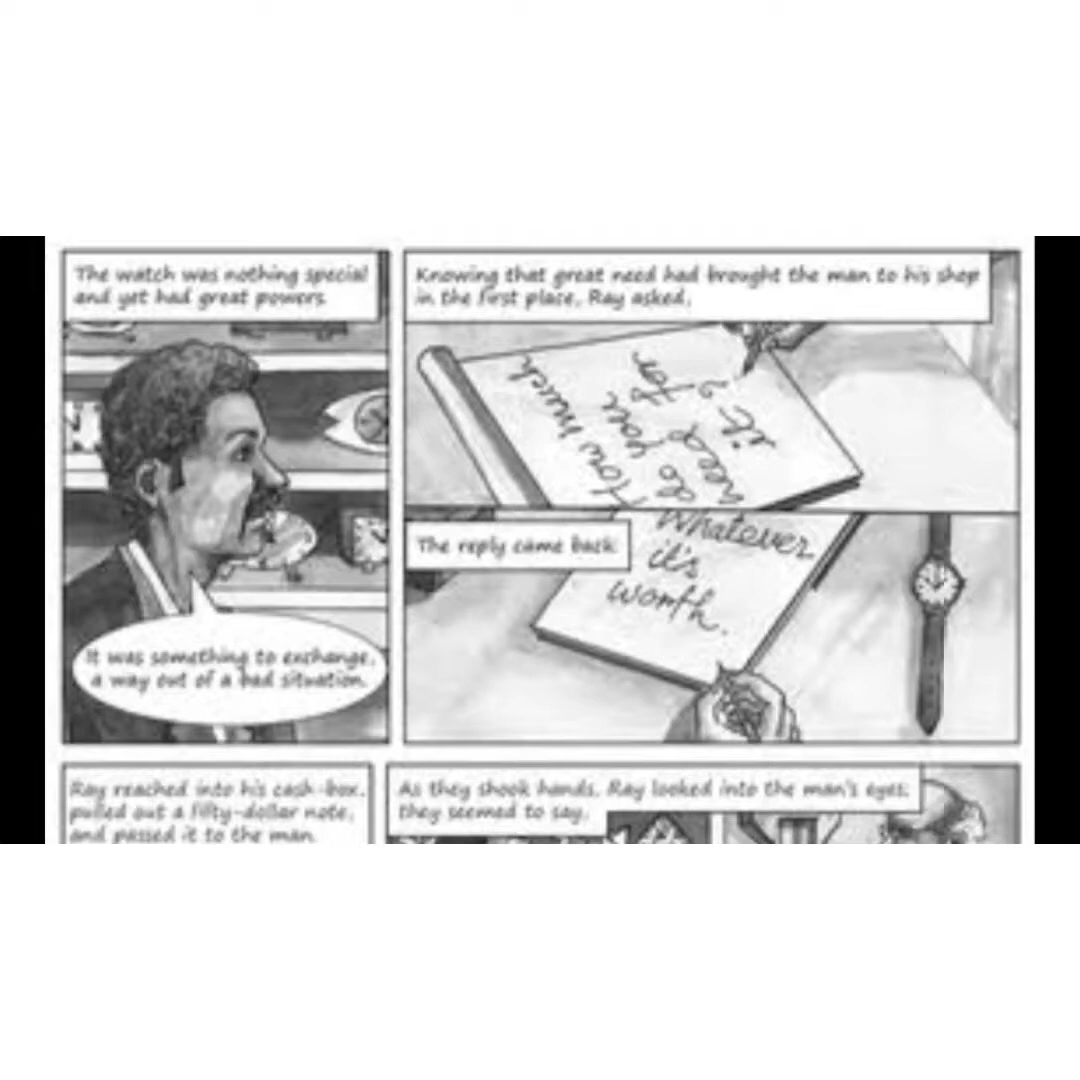 The watch was nothing special
and yet had great powers
It was something to exchange,
a way out of a bad situation.
Knowing that great need had brought the man to his shop
in the first place, Ray asked,
How much
do you
need for
it ?
The reply came back:
Whatever
it's
worth.
Ray reached into his cash-box,
pulled out a fifty-dollar note,
and passed it to the man.
As they shook hands, Ray looked into the man's eyes;
they seemed to say,